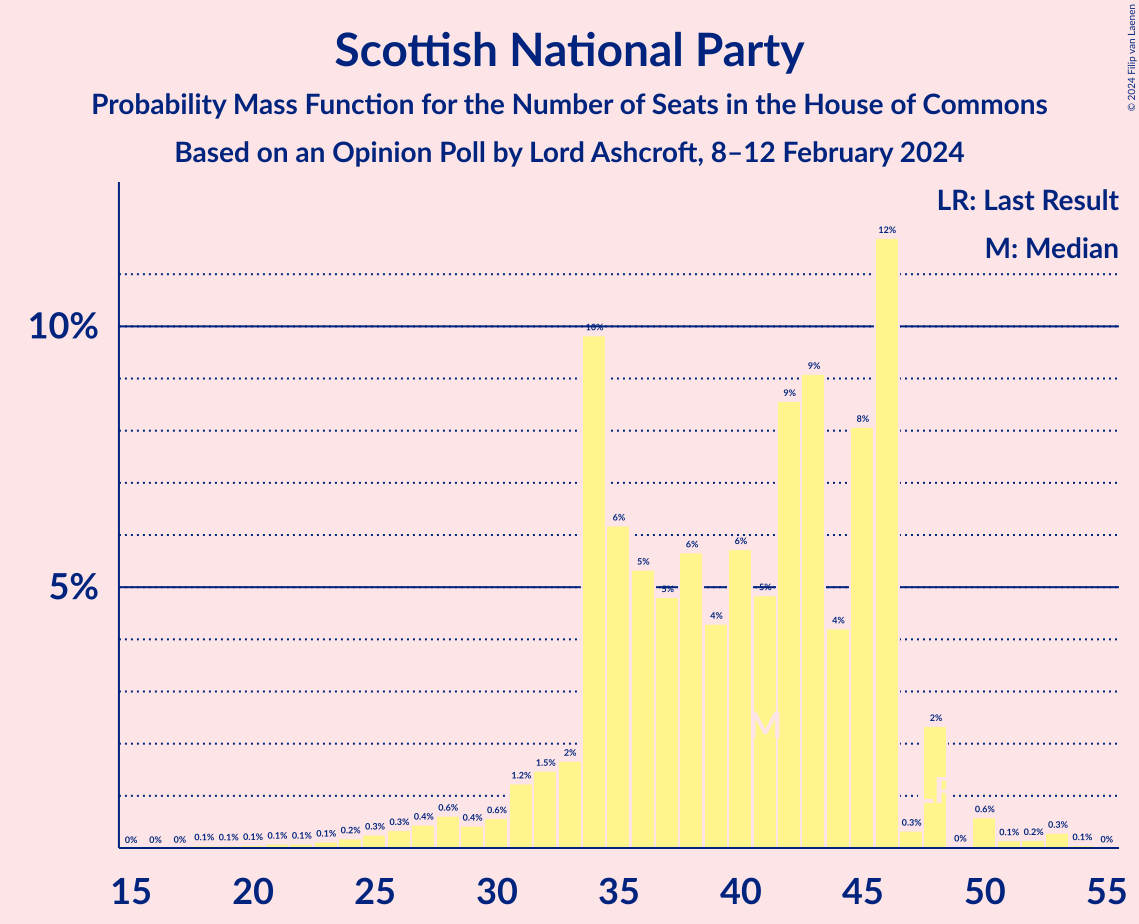 Scottish National Party
Probability Mass Function for the Number of Seats in the House of Commons
Based on an Opinion Poll by Lord Ashcroft, 8–12 February 2024
© 2024 Filip van Laenen
LR: Last Result
M: Median
10%
5%
0% 0% 0% 0.1% 0.1% 0.1% 0.1% 0.1% 0.1% 0.2% 0.3% 0.3% 0.4% 0.6% 0.4% 0.6% 1.2% 1.5% 2% 10% 6% 5% 5% 6% 4% 6% 5% 9% 9% 4% 8% 12% 0.3% 2% 0% 0.6% 0.1% 0.2% 0.3% 0.1% 0%
M
15 20 25 30 35 40 45 50 55